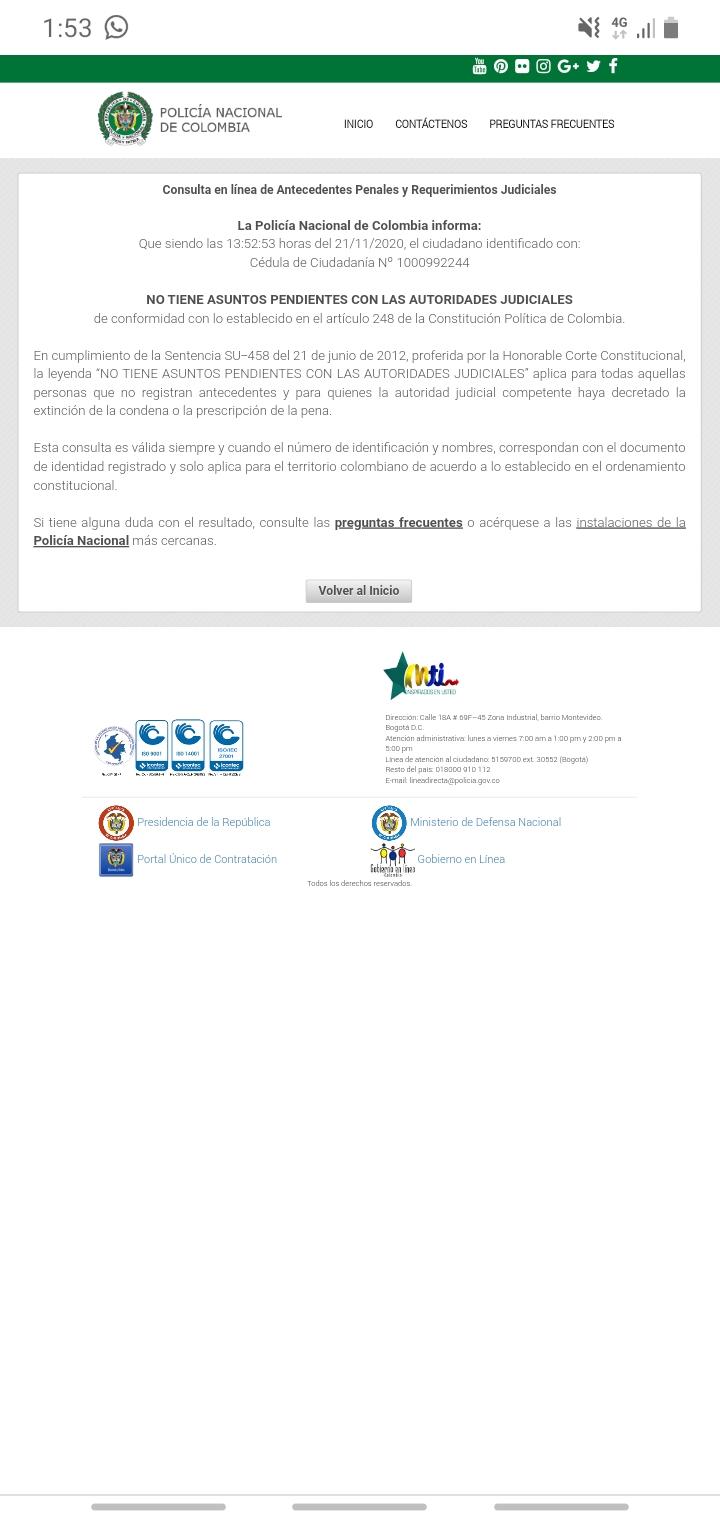 1:53
4G
You Tube
G+
POLICÍA NACIONAL
DE COLOMBIA
INICIO CONTÁCTENOS PREGUNTAS FRECUENTES
Consulta en línea de Antecedentes Penales y Requerimientos Judiciales
La Policía Nacional de Colombia informa:
Que siendo las 13:52:53 horas del 21/11/2020, el ciudadano identificado con:
Cédula de Ciudadanía Nº 1000992244
NO TIENE ASUNTOS PENDIENTES CON LAS AUTORIDADES JUDICIALES
de conformidad con lo establecido en el artículo 248 de la Constitución Política de Colombia.
En cumplimiento de la Sentencia SU-458 del 21 de junio de 2012, proferida por la Honorable Corte Constitucional,
la leyenda “NO TIENE ASUNTOS PENDIENTES CON LAS AUTORIDADES JUDICIALES” aplica para todas aquellas
personas que no registran antecedentes y para quienes la autoridad judicial competente haya decretado la
extinción de la condena o la prescripción de la pena.
Esta consulta es válida siempre y cuando el número de identificación y nombres, correspondan con el documento
de identidad registrado y solo aplica para el territorio colombiano de acuerdo a lo establecido en el ordenamiento
constitucional.
Si tiene alguna duda con el resultado, consulte las preguntas frecuentes o acérquese a las instalaciones de la
Policía Nacional más cercanas.
Volver al Inicio
INSPIRADOS EN USTED
Dirección: Calle 18A # 69F-45 Zona Industrial, barrio Montevideo.
Bogotá D.C.
Atención administrativa: lunes a viernes 7:00 am a 1:00 pm y 2:00 pm a
5:00 pm
Línea de atención al ciudadano: 5159700 ext. 30552 (Bogotá)
Resto del país: 018000 910 112
E-mail: lineadirecta@policia.gov.co
ISO 9001 ISO 14001 ISO/IEC 27001
icontec icontec icontec
Presidencia de la República Ministerio de Defensa Nacional
Portal Único de Contratación Gobierno en línea Gobierno en Línea
Todos los derechos reservados.